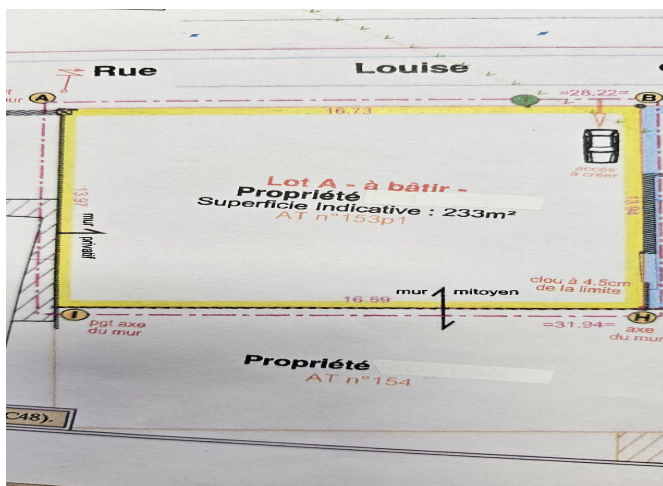 Rue Louise
A
=28.22=
B
16.73
accès
à créer
Lot A - à bâtir -
Propriété
Superficie Indicative : 233m²
AT n°153p1
13.97
mur privatif
13.94
clou à 4.5cm
de la limite
mur mitoyen
16.59
I
H
pgt axe
du mur
=31.94=
axe
du mur
Propriété
AT n°154
C48).